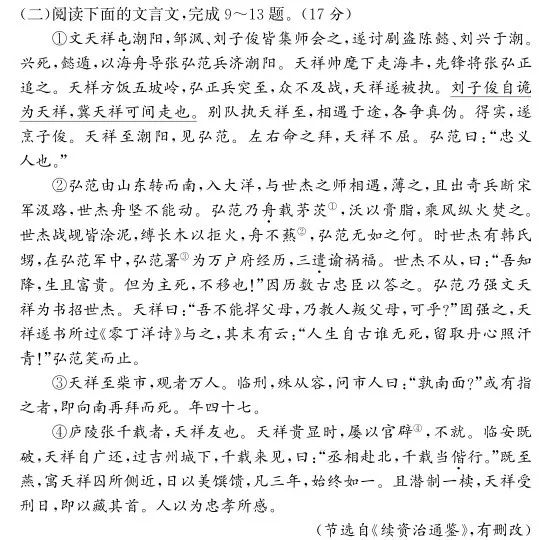 (二)阅读下面的文言文,完成9～13题。(17分)
①文天祥屯潮阳,邹沨、刘子俊皆集师会之,遂讨剧盗陈懿、刘兴于潮。
兴死,懿遁,以海舟导张弘范兵济潮阳。天祥帅麾下走海丰,先锋将张弘正
追之。天祥方饭五坡岭,弘正兵突至,众不及战,天祥遂被执。刘子俊自诡
为天祥,冀天祥可间走也。别队执天祥至,相遇于途,各争真伪。得实,遂
烹子俊。天祥至潮阳,见弘范。左右命之拜,天祥不屈。弘范曰:“忠义
人也。”
②弘范由山东转而南,入大洋,与世杰之师相遇,薄之,且出奇兵断宋
军汲路,世杰舟坚不能动。弘范乃舟载茅茨①,沃以膏脂,乘风纵火焚之。
世杰战舰皆涂泥,缚长木以拒火,舟不爇②,弘范无如之何。时世杰有韩氏
甥,在弘范军中,弘范署③为万户府经历,三遣谕祸福。世杰不从,曰:“吾知
降,生且富贵。但为主死,不移也!”因历数古忠臣以答之。弘范乃强文天
祥为书招世杰。天祥曰:“吾不能捍父母,乃教人叛父母,可乎?”固强之,天
祥遂书所过《零丁洋诗》与之,其末有云:“人生自古谁无死,留取丹心照汗
青!”弘范笑而止。
③天祥至柴市,观者万人。临刑,殊从容,问市人曰:“孰南面?”或有指
之者,即向南再拜而死。年四十七。
④庐陵张千载者,天祥友也。天祥贵显时,屡以官辟④,不就。临安既
破,天祥自广还,过吉州城下,千载来见,曰:“丞相赴北,千载当偕行。”既至
燕,寓天祥囚所侧近,日以美馔馈,凡三年,始终如一。且潜制一椟,天祥受
刑日,即以藏其首。人以为忠孝所感。
(节选自《续资治通鉴》,有删改)